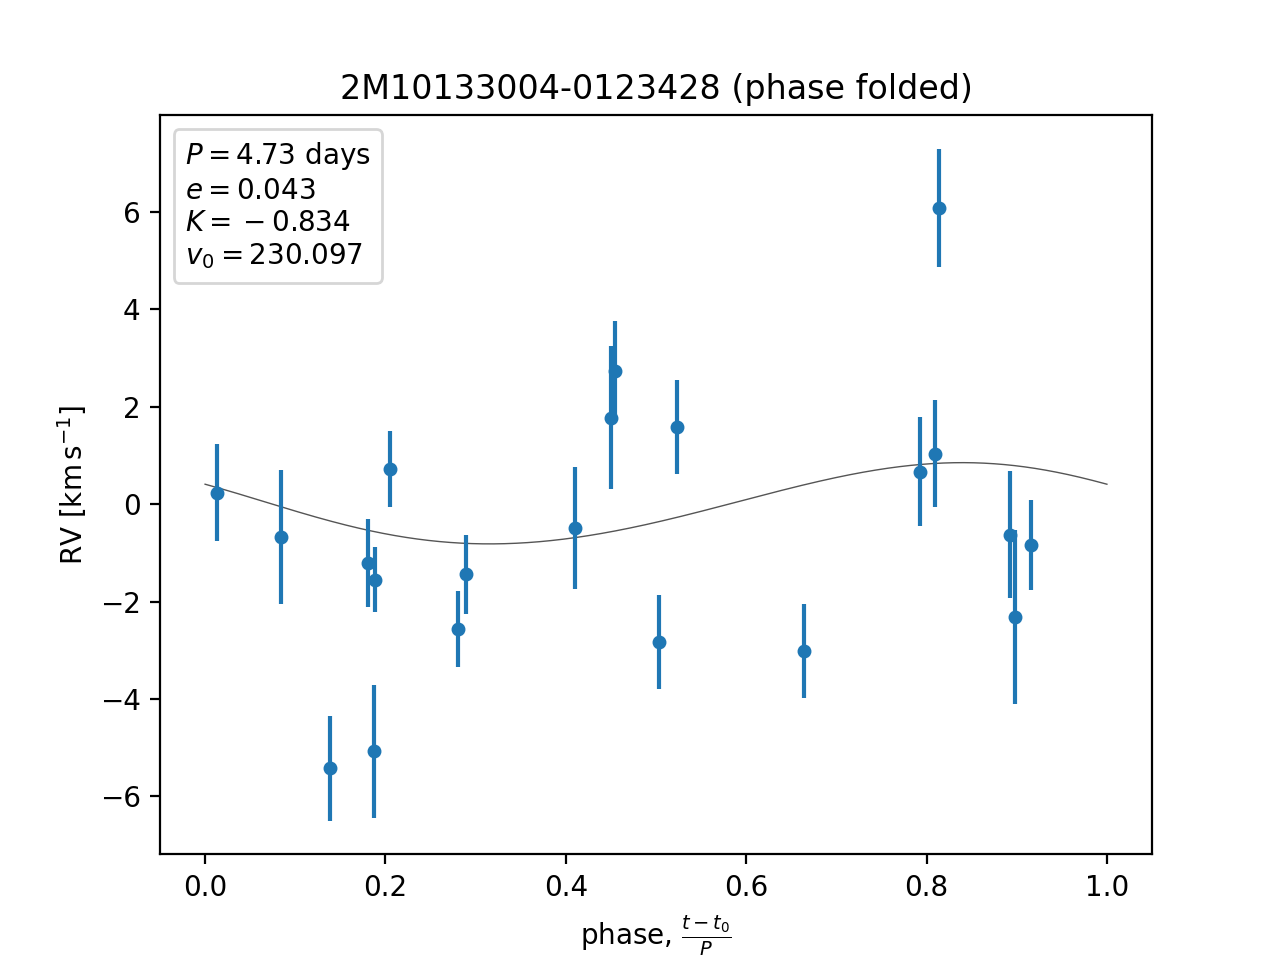 2M10133004-0123428 (phase folded)
P = 4.73 days
e = 0.043
K = −0.834
v₀ = 230.097
RV [km s⁻¹]
6
4
2
0
−2
−4
−6
0.0 0.2 0.4 0.6 0.8 1.0
phase, (t − t₀)/P